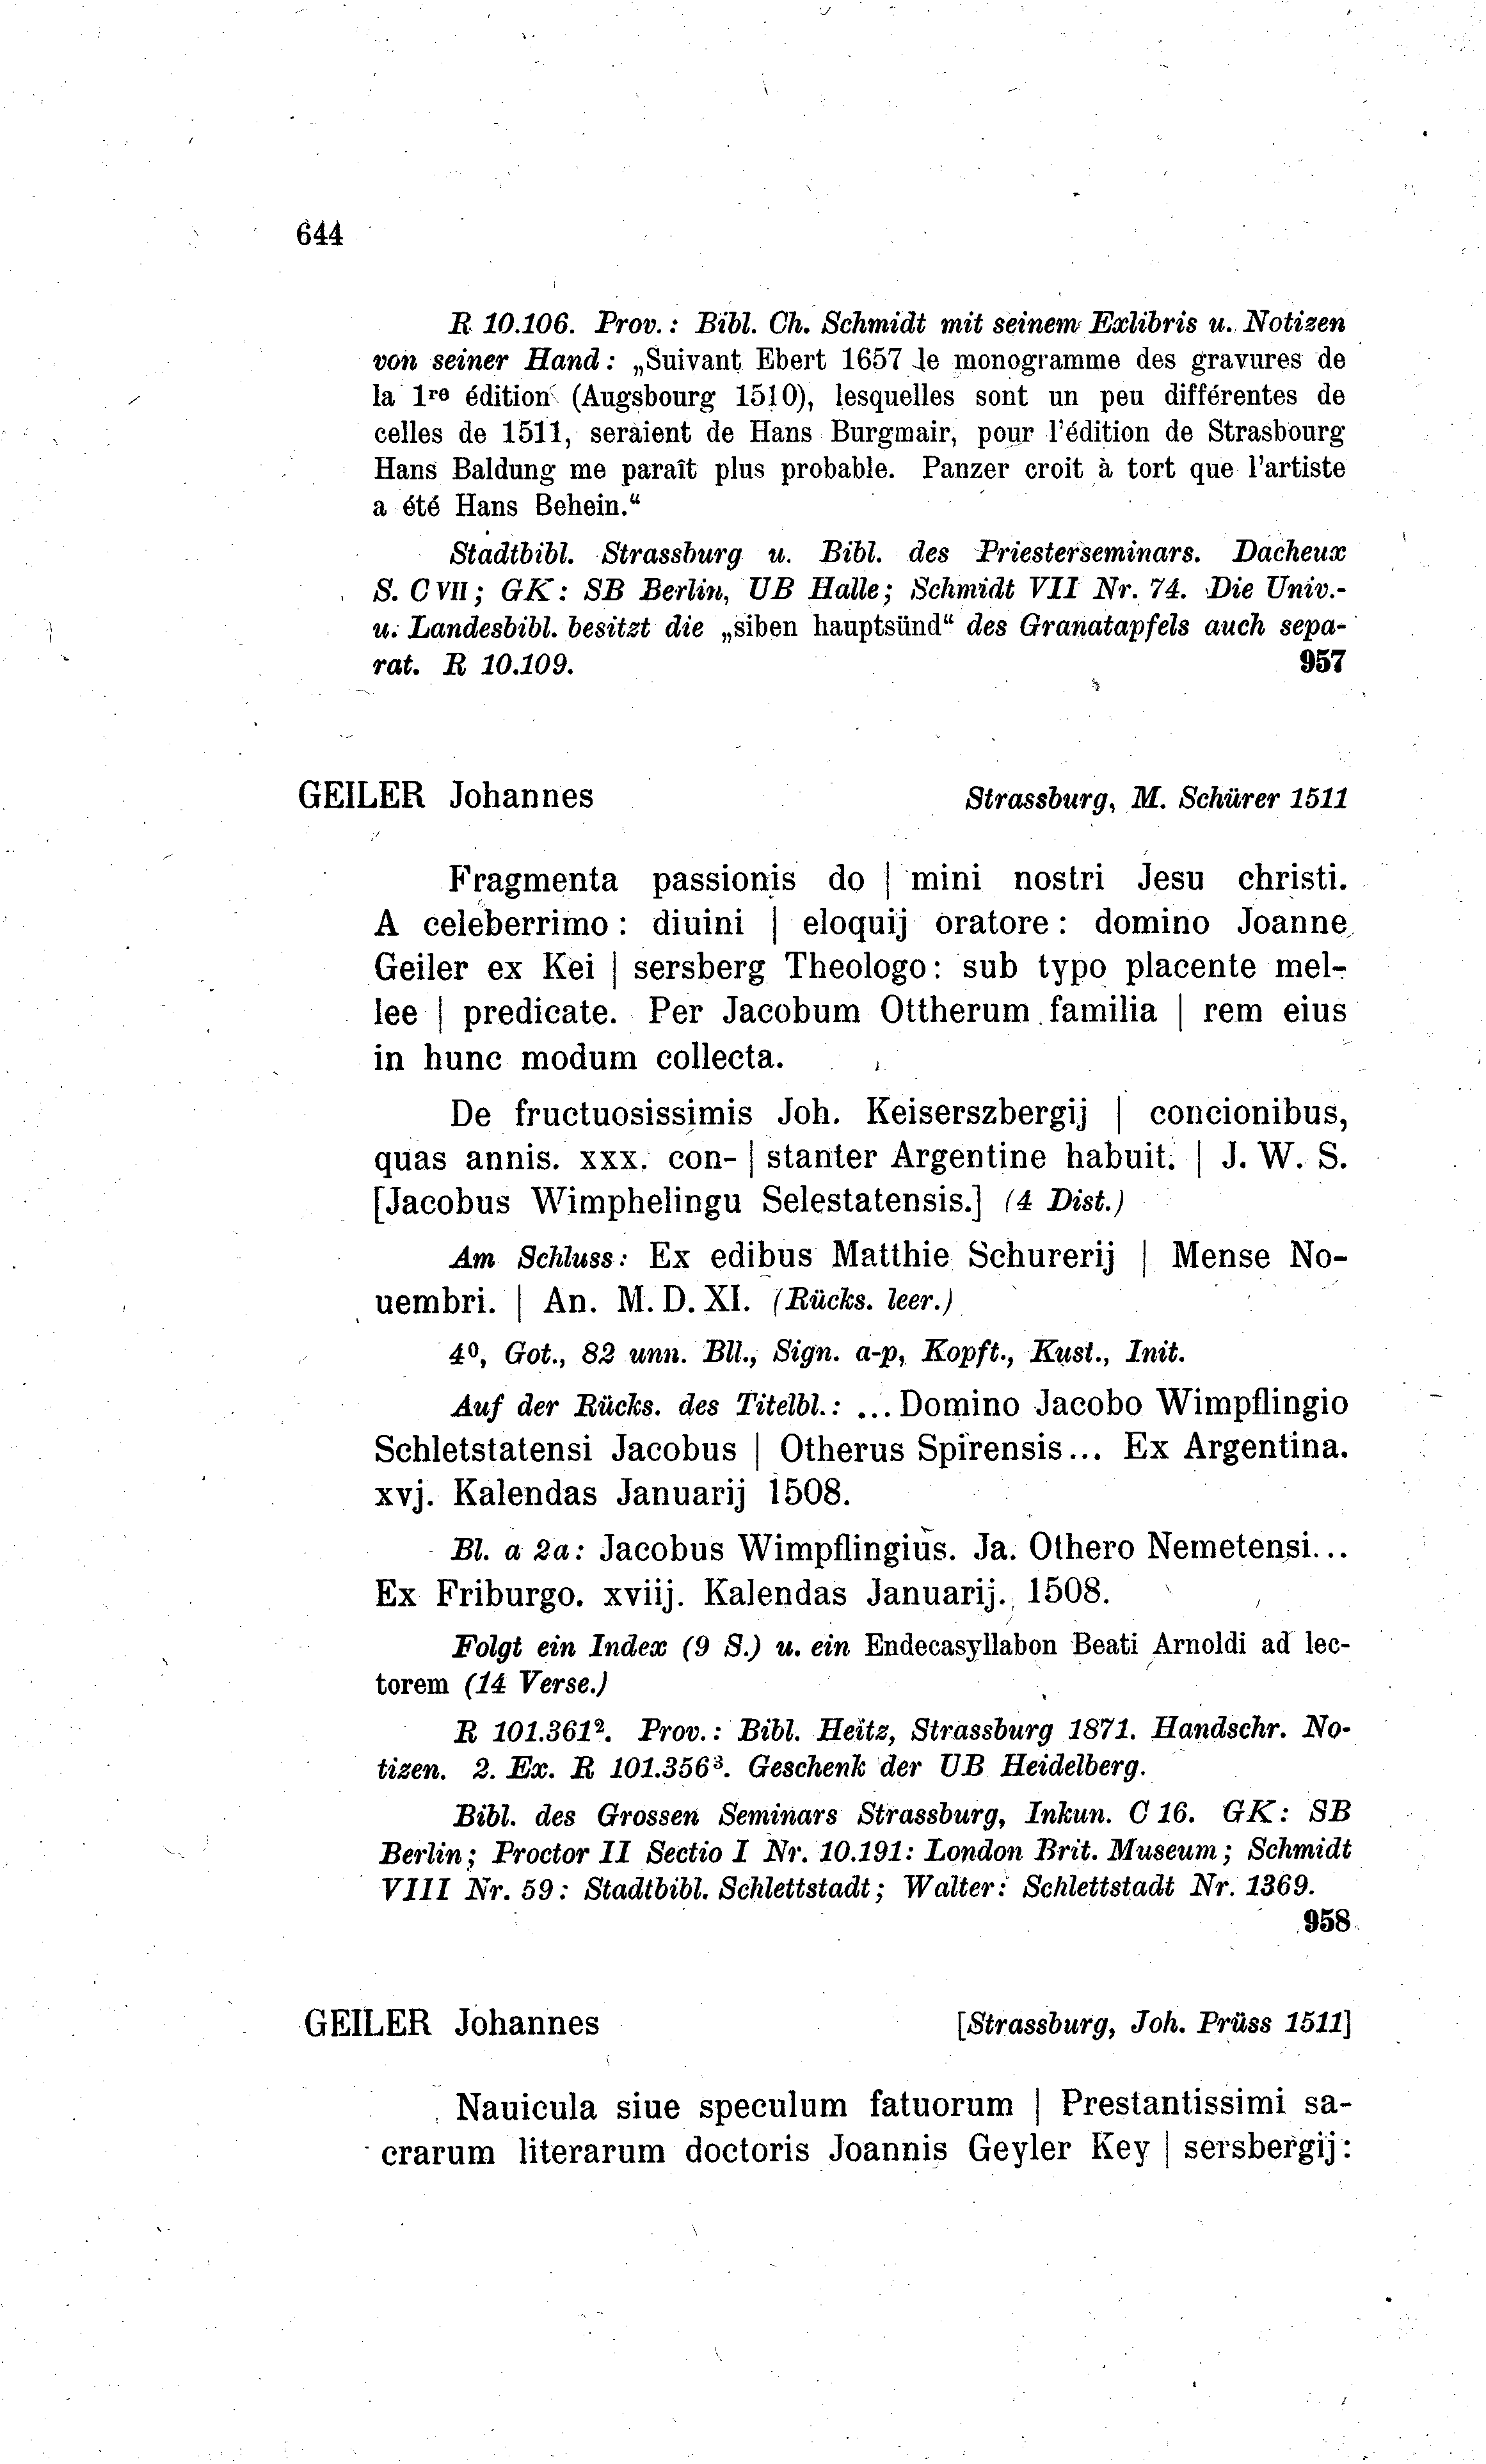 644
R 10.106. Prov.: Bibl. Ch. Schmidt mit seinem Exlibris u. Notizen
von seiner Hand: „Suivant Ebert 1657 le monogramme des gravures de
la 1re édition (Augsbourg 1510), lesquelles sont un peu différentes de
celles de 1511, seraient de Hans Burgmair, pour l'édition de Strasbourg
Hans Baldung me paraît plus probable. Panzer croit à tort que l'artiste
a été Hans Behein.“
Stadtbibl. Strassburg u. Bibl. des Priesterseminars. Dacheux
S. CVII; GK: SB Berlin, UB Halle; Schmidt VII Nr. 74. Die Univ.-
u. Landesbibl. besitzt die „siben hauptsünd“ des Granatapfels auch sepa-
rat. R 10.109. 957
GEILER Johannes Strassburg, M. Schürer 1511
Fragmenta passionis do | mini nostri Jesu christi.
A celeberrimo: diuini | eloquij oratore: domino Joanne
Geiler ex Kei | sersberg Theologo: sub typo placente mel-
lee | predicate. Per Jacobum Ottherum familia | rem eius
in hunc modum collecta.
De fructuosissimis Joh. Keiserszbergij | concionibus,
quas annis. xxx. con- | stanter Argentine habuit. | J. W. S.
[Jacobus Wimphelingu Selestatensis.] (4 Dist.)
Am Schluss: Ex edibus Matthie Schurerij | Mense No-
uembri. | An. M. D. XI. (Rücks. leer.)
4⁰, Got., 82 unn. Bll., Sign. a-p, Kopft., Kust., Init.
Auf der Rücks. des Titelbl.: ... Domino Jacobo Wimpflingio
Schletstatensi Jacobus | Otherus Spirensis... Ex Argentina.
xvj. Kalendas Januarij 1508.
Bl. a 2a: Jacobus Wimpflingius. Ja. Othero Nemetensi...
Ex Friburgo. xviij. Kalendas Januarij. 1508.
Folgt ein Index (9 S.) u. ein Endecasyllabon Beati Arnoldi ad lec-
torem (14 Verse.)
R 101.361². Prov.: Bibl. Heitz, Strassburg 1871. Handschr. No-
tizen. 2. Ex. R 101.356³. Geschenk der UB Heidelberg.
Bibl. des Grossen Seminars Strassburg, Inkun. C 16. GK: SB
Berlin; Proctor II Sectio I Nr. 10.191: London Brit. Museum; Schmidt
VIII Nr. 59: Stadtbibl. Schlettstadt; Walter: Schlettstadt Nr. 1369.
958
GEILER Johannes [Strassburg, Joh. Prüss 1511]
Nauicula siue speculum fatuorum | Prestantissimi sa-
crarum literarum doctoris Joannis Geyler Key | sersbergij: